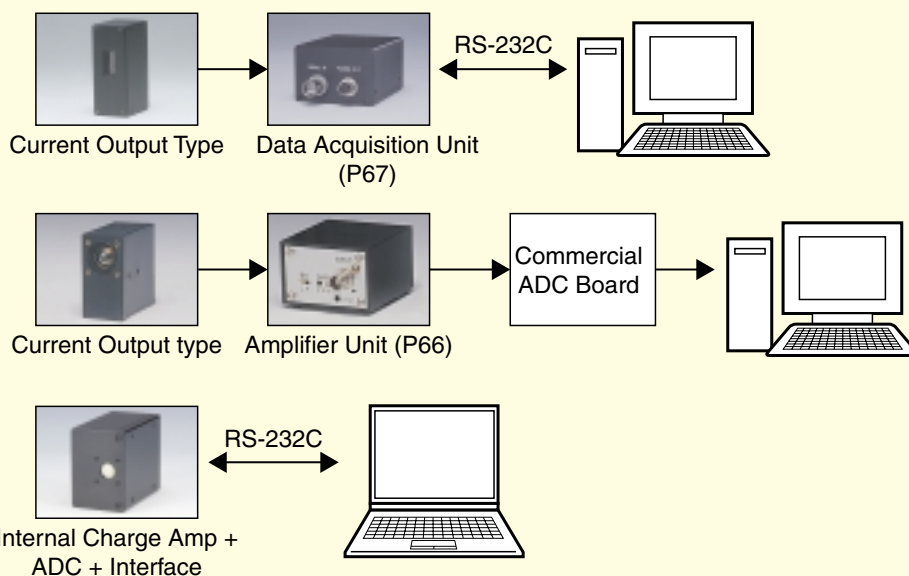 RS-232C
Current Output Type
Data Acquisition Unit
(P67)
Commercial
ADC Board
Current Output type
Amplifier Unit (P66)
RS-232C
Internal Charge Amp +
ADC + Interface